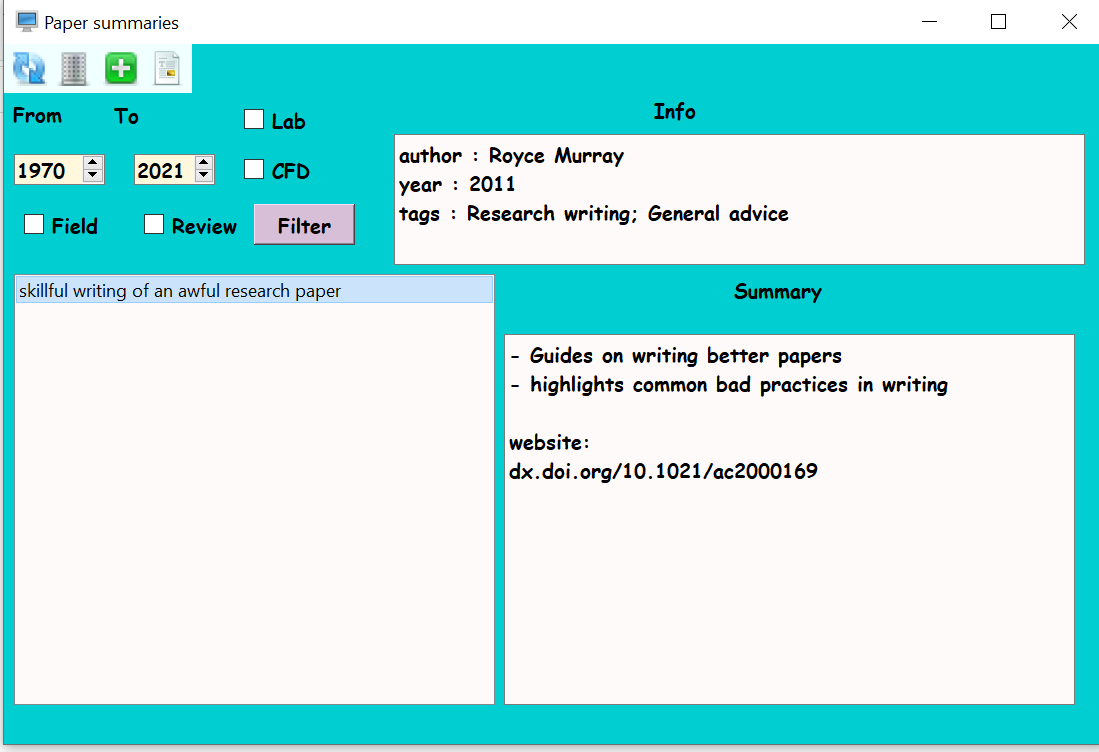 Paper summaries
From To
Lab
Info
1970 2021
CFD
Field Review Filter
author : Royce Murray
year : 2011
tags : Research writing; General advice
skillful writing of an awful research paper
Summary
- Guides on writing better papers
- highlights common bad practices in writing
website:
dx.doi.org/10.1021/ac2000169